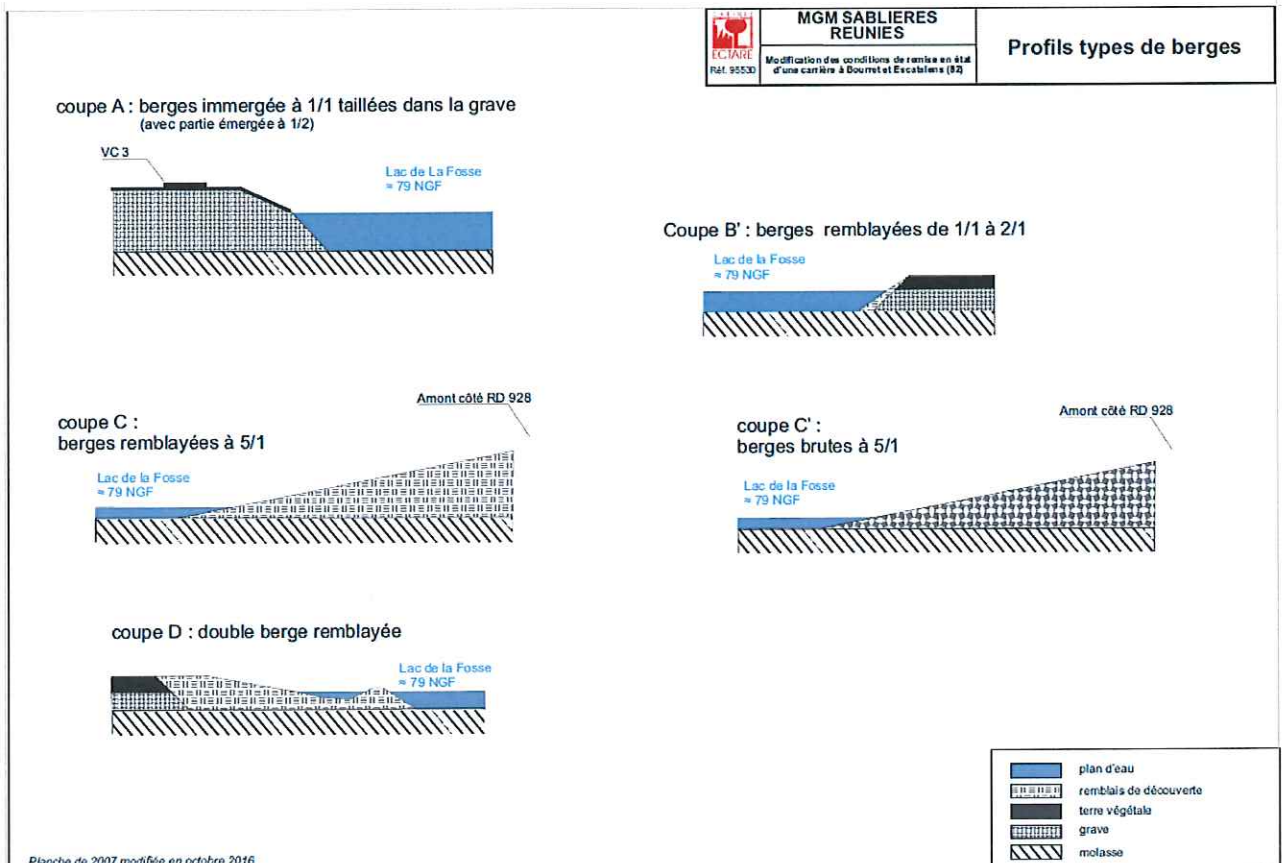 CABINET
ECTARE
Réf. 95530
MGM SABLIERES
REUNIES
Modification des conditions de remise en état
d'une carrière à Bourret et Escatalens (82)
Profils types de berges
coupe A : berges immergée à 1/1 taillées dans la grave
(avec partie émergée à 1/2)
VC 3
Lac de La Fosse
≈ 79 NGF
Coupe B' : berges remblayées de 1/1 à 2/1
Lac de la Fosse
≈ 79 NGF
coupe C :
berges remblayées à 5/1
Amont côté RD 928
Lac de la Fosse
≈ 79 NGF
coupe C' :
berges brutes à 5/1
Amont côté RD 928
Lac de la Fosse
≈ 79 NGF
coupe D : double berge remblayée
Lac de la Fosse
≈ 79 NGF
plan d'eau
remblais de découverte
terre végétale
grave
molasse
Planche de 2007 modifiée en octobre 2016